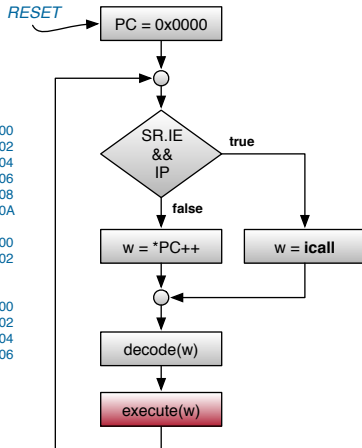 RESET
PC = 0x0000
SR.IE
&&
IP
true
false
w = *PC++
w = icall
decode(w)
execute(w)
00
02
04
06
08
0A
00
02
00
02
04
06